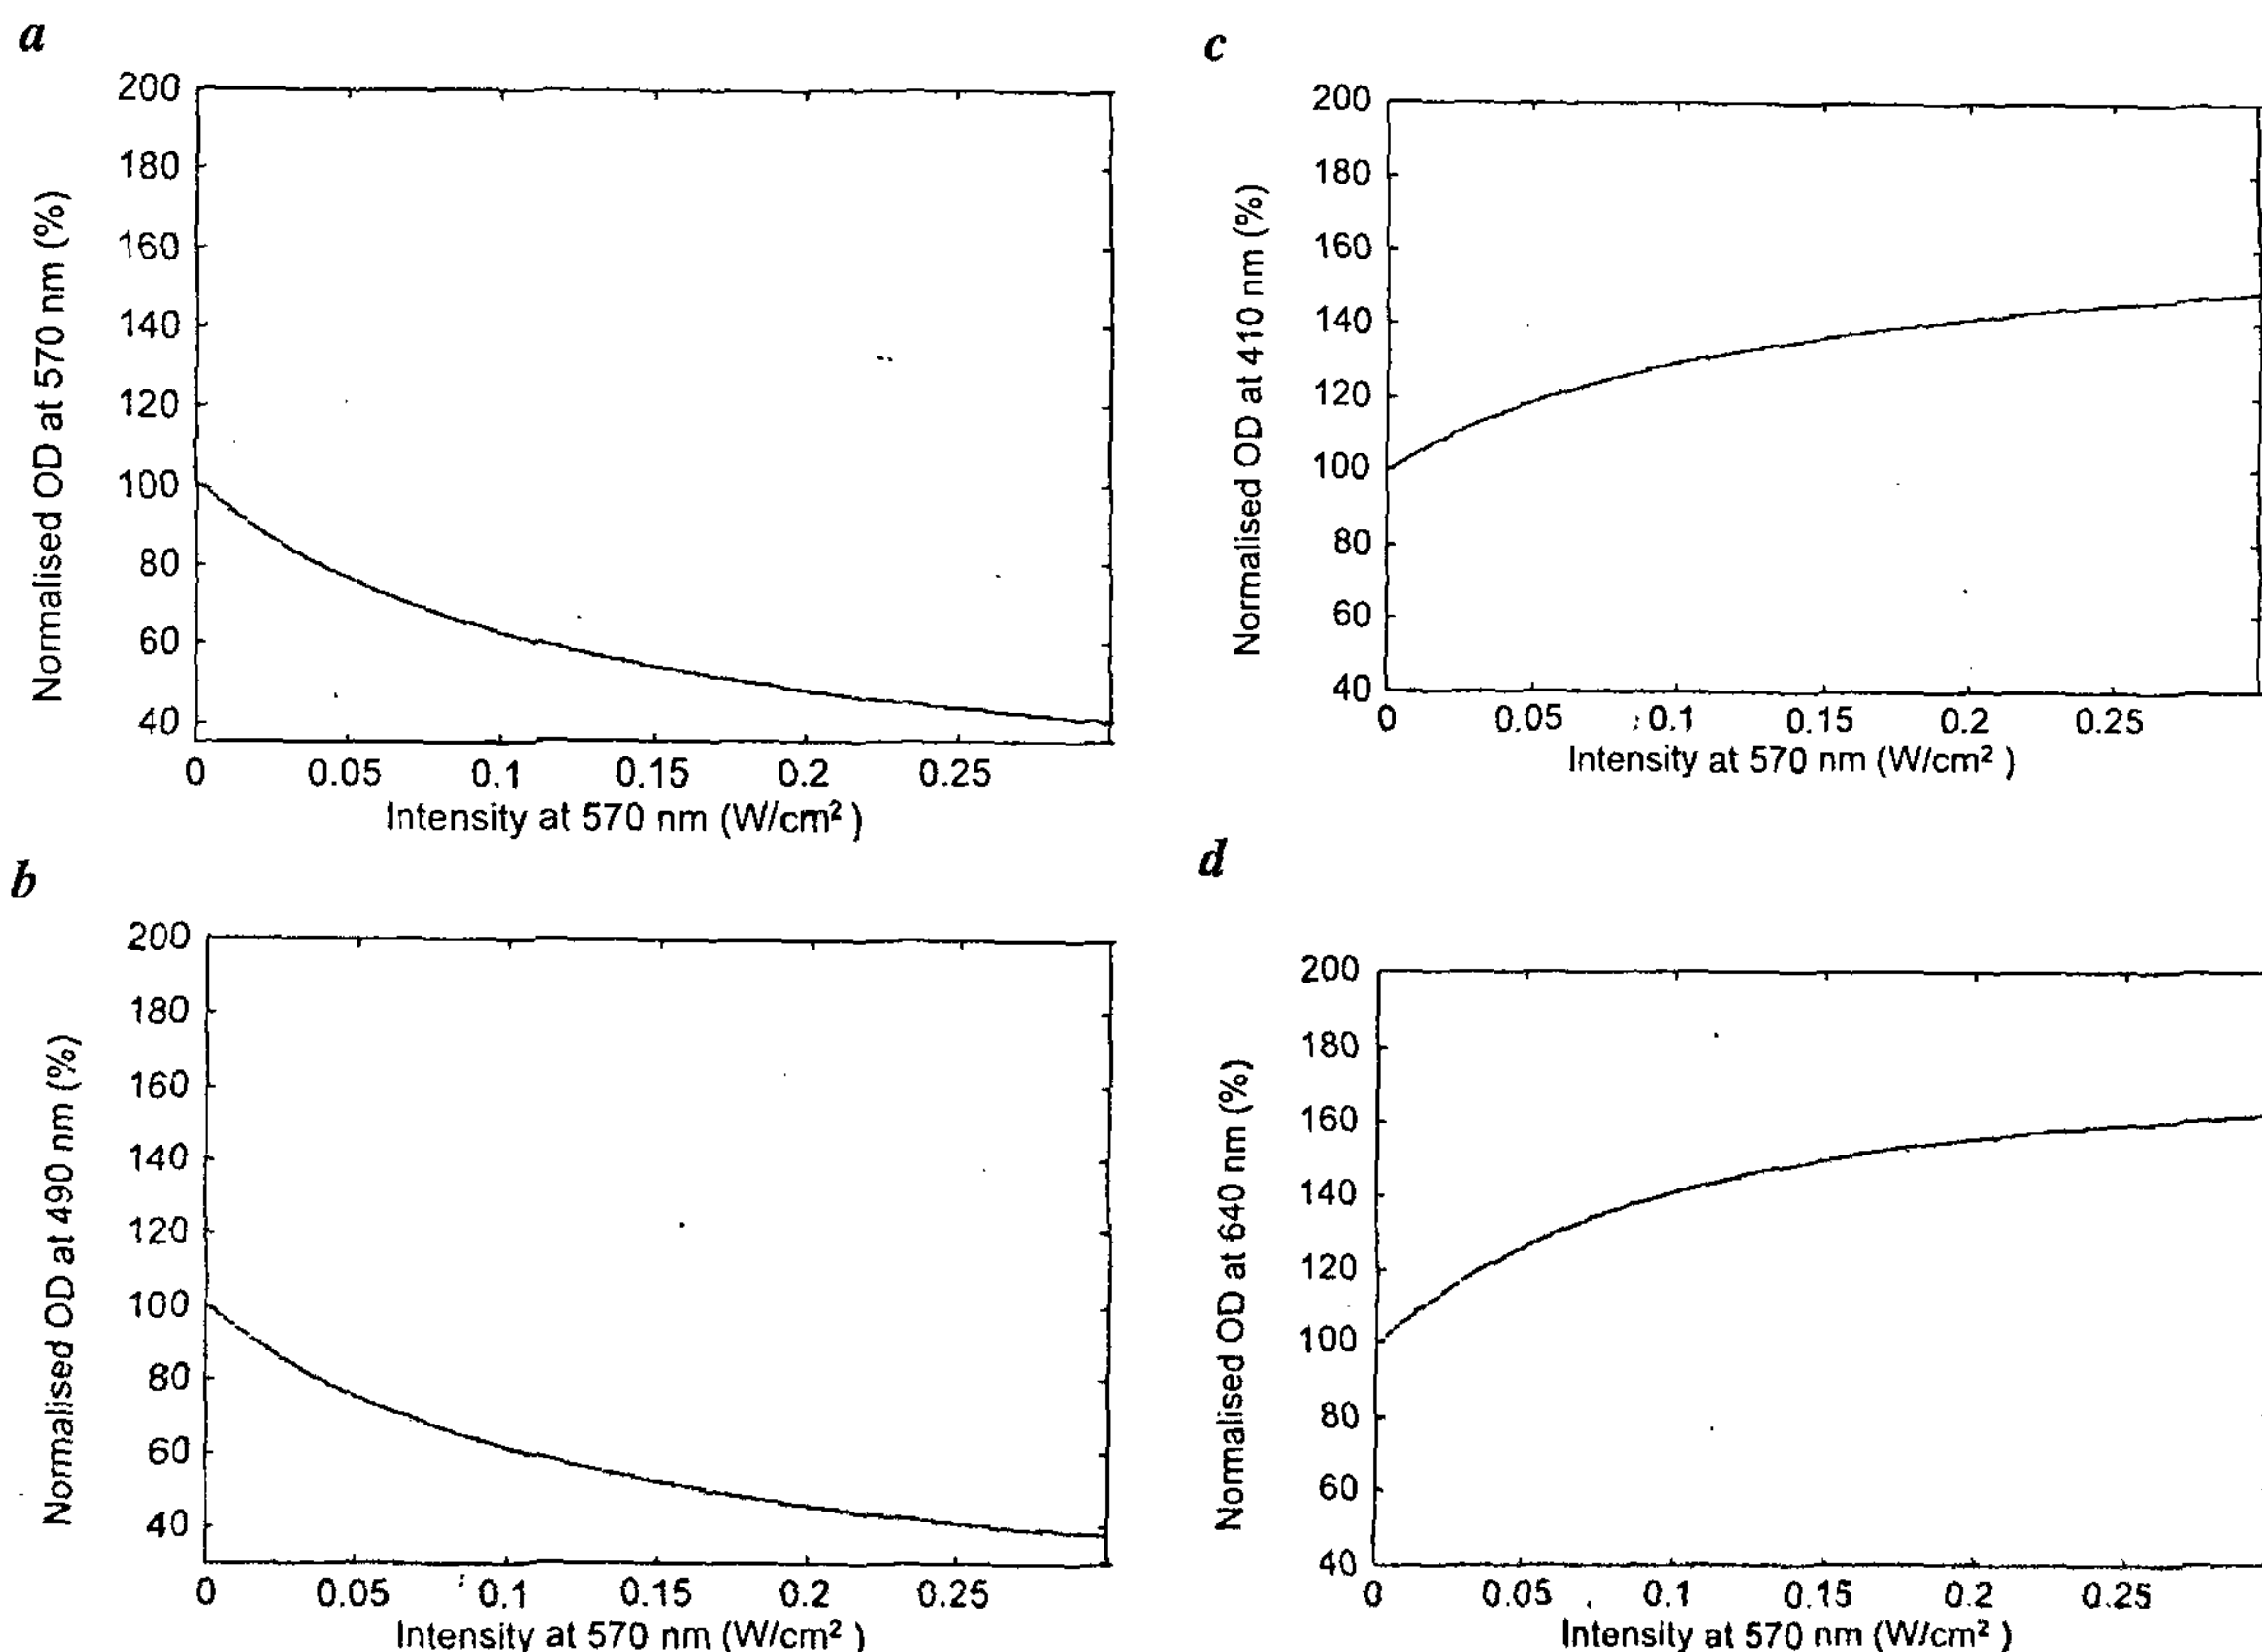 a
Normalised OD at 570 nm (%)
200
180
160
140
120
100
80
60
40
0 0.05 0.1 0.15 0.2 0.25
Intensity at 570 nm (W/cm²)
b
Normalised OD at 490 nm (%)
200
180
160
140
120
100
80
60
40
0 0.05 0.1 0.15 0.2 0.25
Intensity at 570 nm (W/cm²)
c
Normalised OD at 410 nm (%)
200
180
160
140
120
100
80
60
40
0 0.05 0.1 0.15 0.2 0.25
Intensity at 570 nm (W/cm²)
d
Normalised OD at 640 nm (%)
200
180
160
140
120
100
80
60
40
0 0.05 0.1 0.15 0.2 0.25
Intensity at 570 nm (W/cm²)